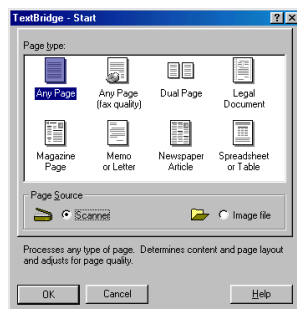 TextBridge - Start
Page type:
Any Page
Any Page
(fax quality)
Dual Page
Legal
Document
Magazine
Page
Memo
or Letter
Newspaper
Article
Spreadsheet
or Table
Page Source
Scanner
Image file
Processes any type of page. Determines content and page layout
and adjusts for page quality.
OK
Cancel
Help